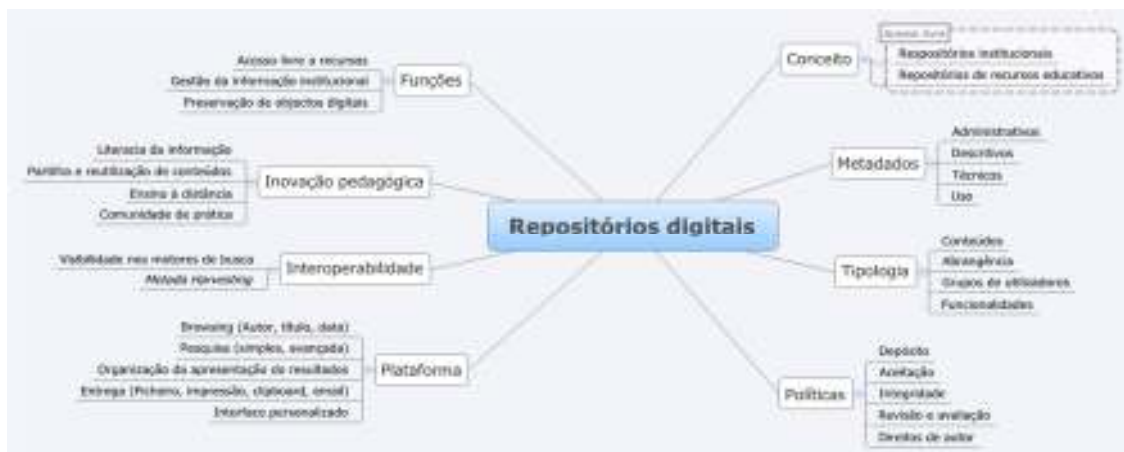 Repositórios digitais
Funções
Acesso livre a recursos
Gestão da informação institucional
Preservação de objectos digitais
Inovação pedagógica
Literacia da informação
Partilha e reutilização de conteúdos
Ensino à distância
Comunidade de prática
Interoperabilidade
Visibilidade nos motores de busca
Metada Harvesting
Plataforma
Browsing (Autor, título, data)
Pesquisa (simples, avançada)
Organização da apresentação de resultados
Entrega (Ficheiro, impressão, clipboard, email)
Interface personalizado
Conceito
Acesso livre
Respositórios institucionais
Repositórios de recursos educativos
Metadados
Administrativos
Descritivos
Técnicos
Uso
Tipologia
Conteúdos
Abrangência
Grupos de utilizadores
Funcionalidades
Políticas
Depósito
Aceitação
Integridade
Revisão e avaliação
Direitos de autor